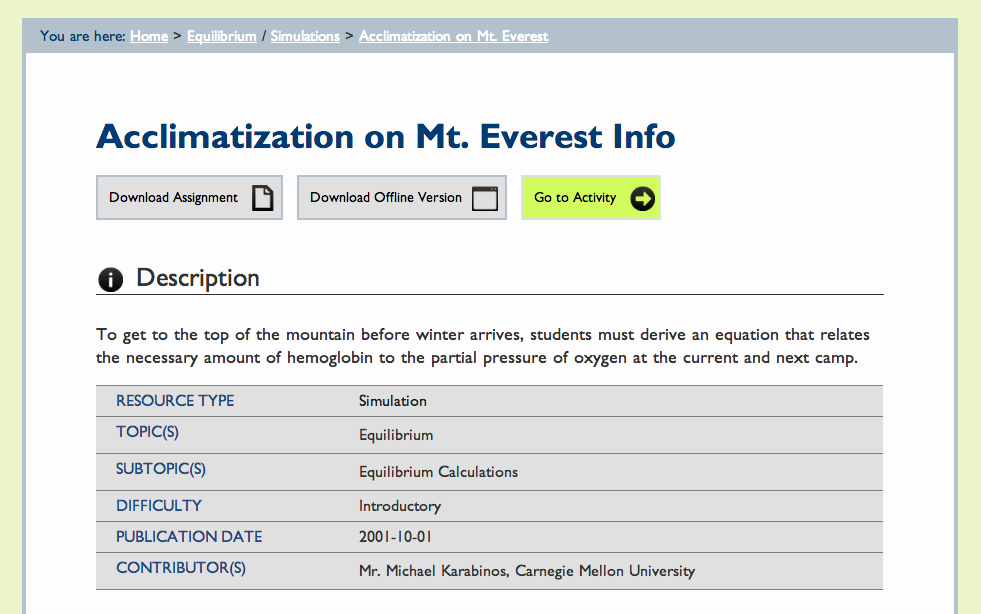 You are here: Home > Equilibrium / Simulations > Acclimatization on Mt. Everest
Acclimatization on Mt. Everest Info
Download Assignment
Download Offline Version
Go to Activity
Description
To get to the top of the mountain before winter arrives, students must derive an equation that relates
the necessary amount of hemoglobin to the partial pressure of oxygen at the current and next camp.
RESOURCE TYPE Simulation
TOPIC(S) Equilibrium
SUBTOPIC(S) Equilibrium Calculations
DIFFICULTY Introductory
PUBLICATION DATE 2001-10-01
CONTRIBUTOR(S) Mr. Michael Karabinos, Carnegie Mellon University